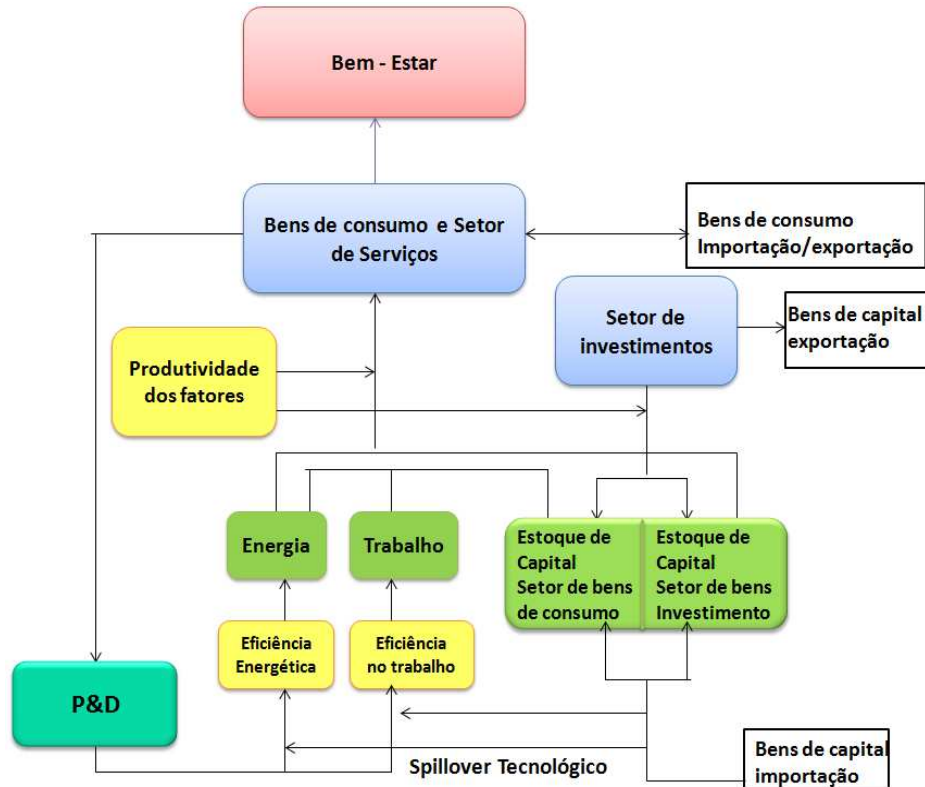 Bem - Estar
Bens de consumo e Setor
de Serviços
Bens de consumo
Importação/exportação
Setor de
investimentos
Bens de capital
exportação
Produtividade
dos fatores
Energia
Trabalho
Estoque de
Capital
Setor de bens
de consumo
Estoque de
Capital
Setor de bens
Investimento
Eficiência
Energética
Eficiência
no trabalho
P&D
Spillover Tecnológico
Bens de capital
importação